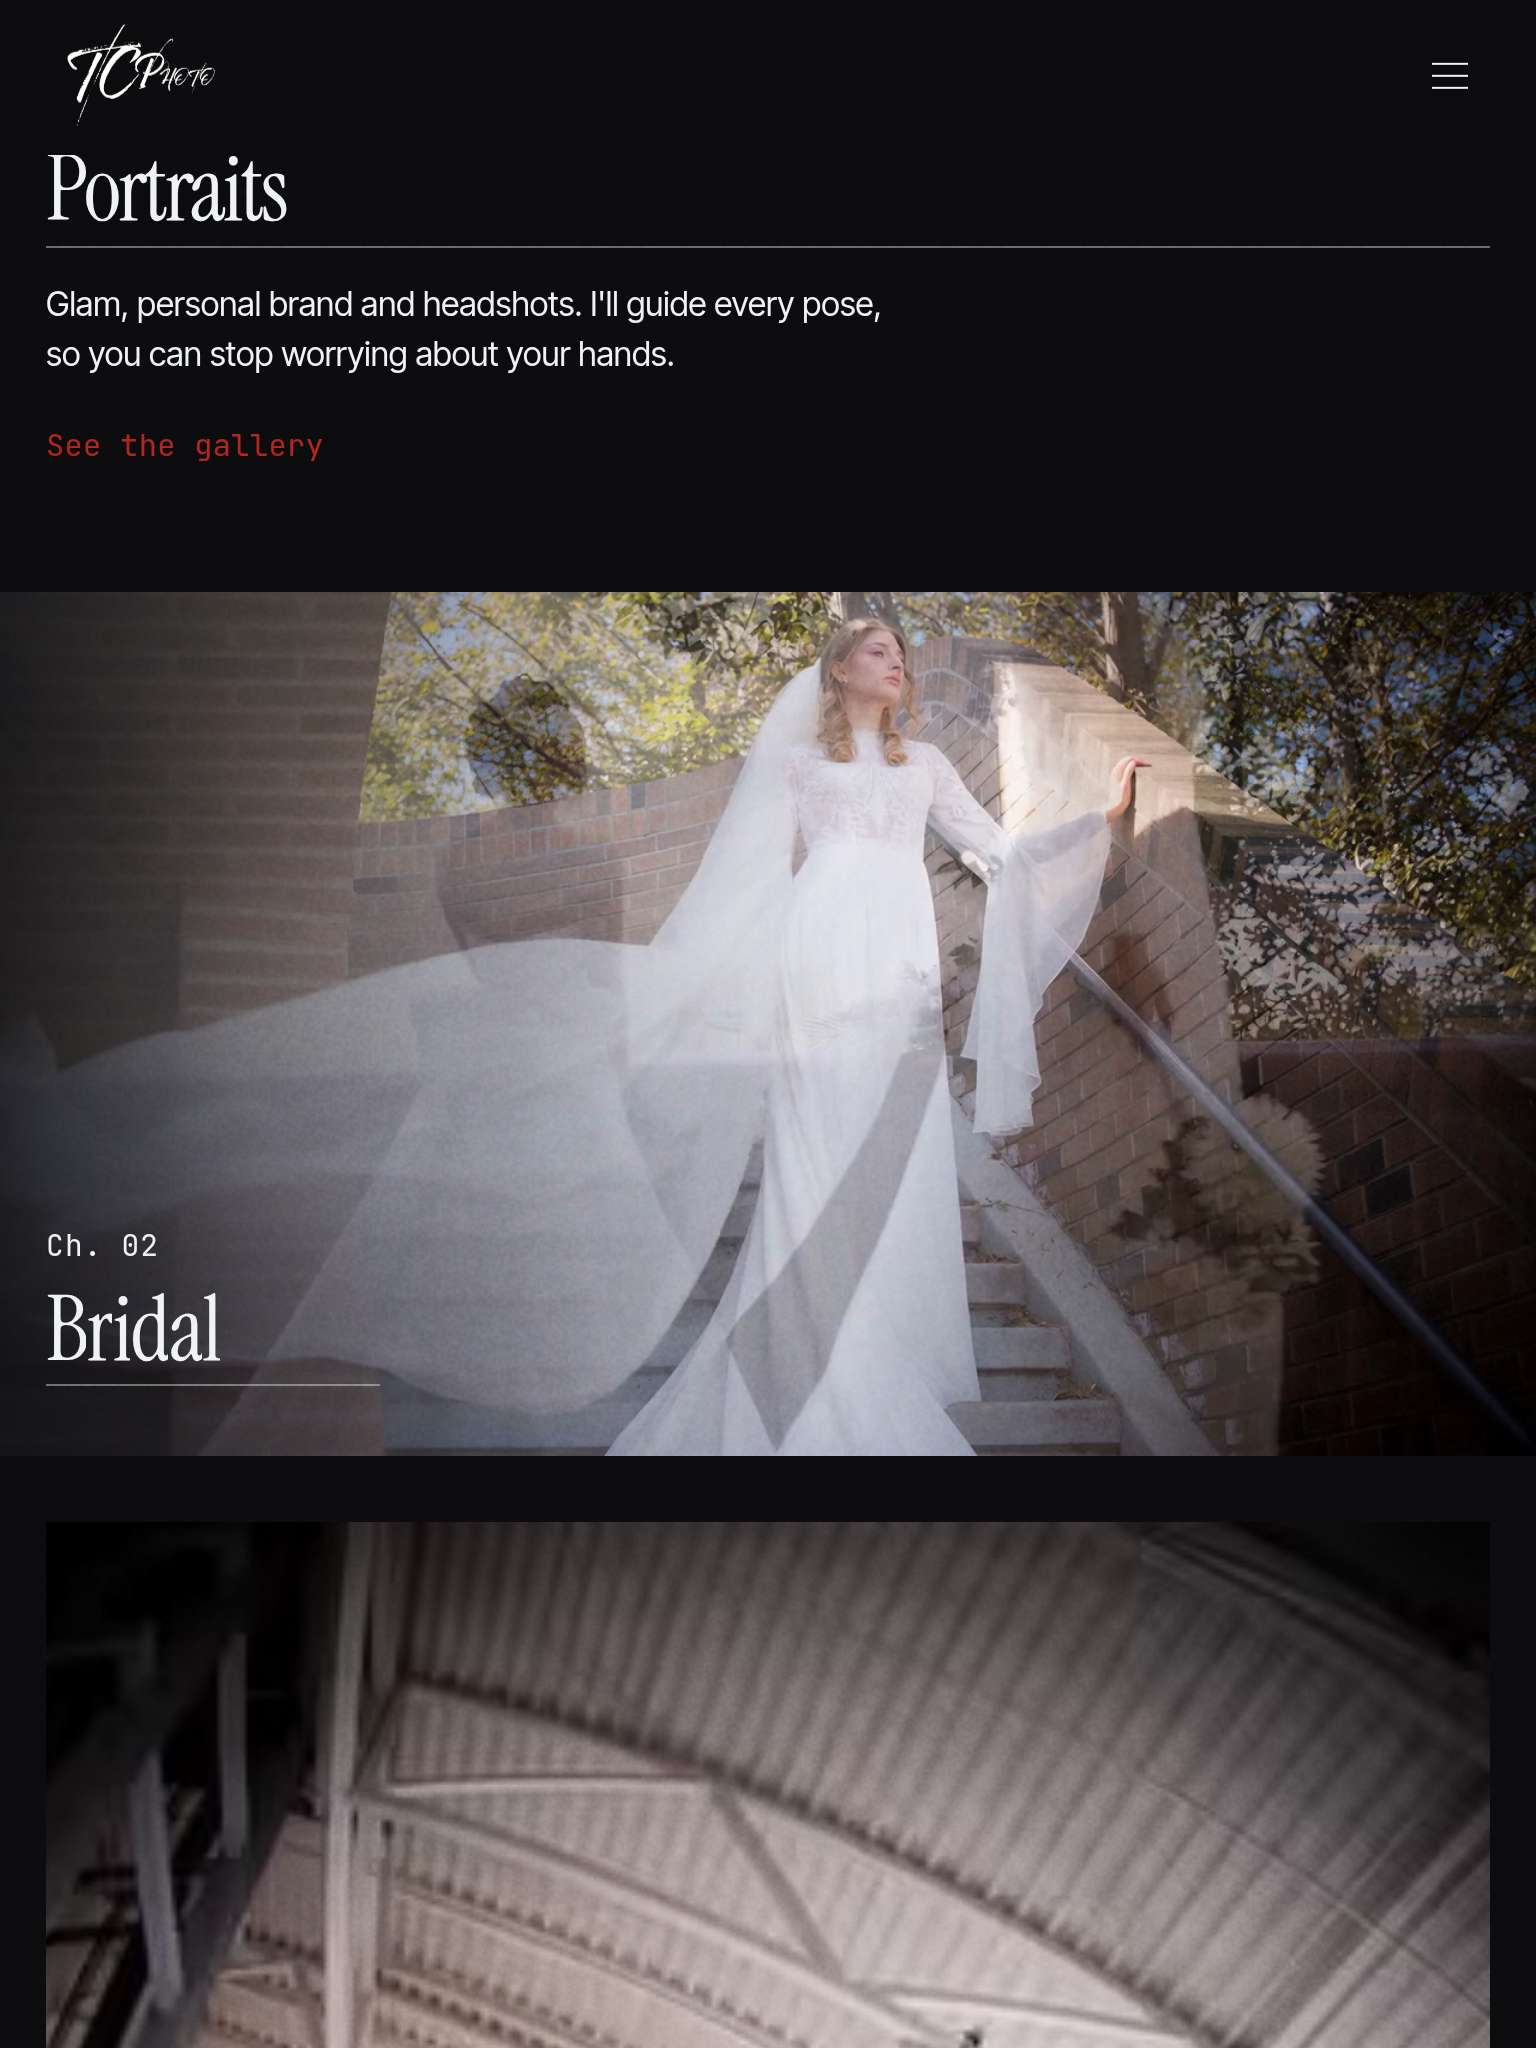 TCPHOTO
Portraits
Glam, personal brand and headshots. I'll guide every pose,
so you can stop worrying about your hands.
See the gallery
Ch. 02
Bridal